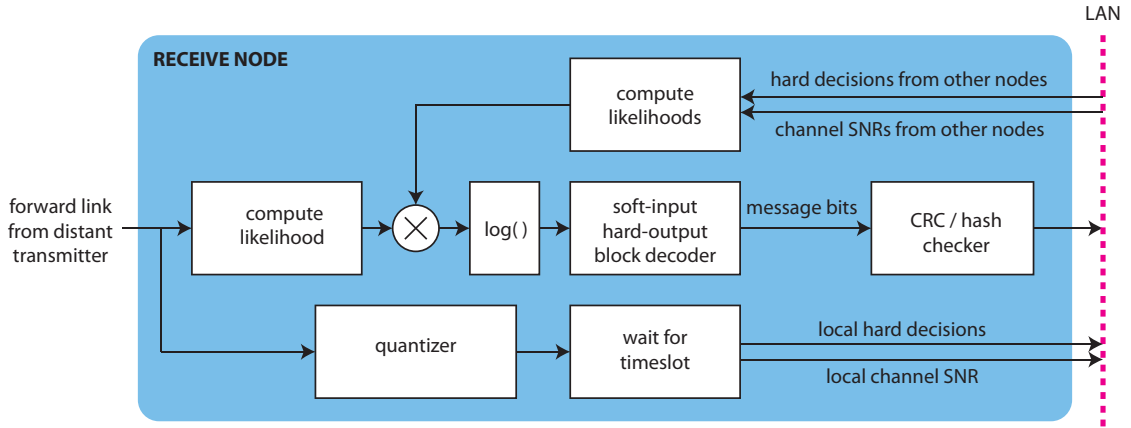 LAN
RECEIVE NODE
hard decisions from other nodes
compute
likelihoods
channel SNRs from other nodes
forward link
from distant
transmitter
compute
likelihood
log( )
soft-input
hard-output
block decoder
message bits
CRC / hash
checker
quantizer
wait for
timeslot
local hard decisions
local channel SNR